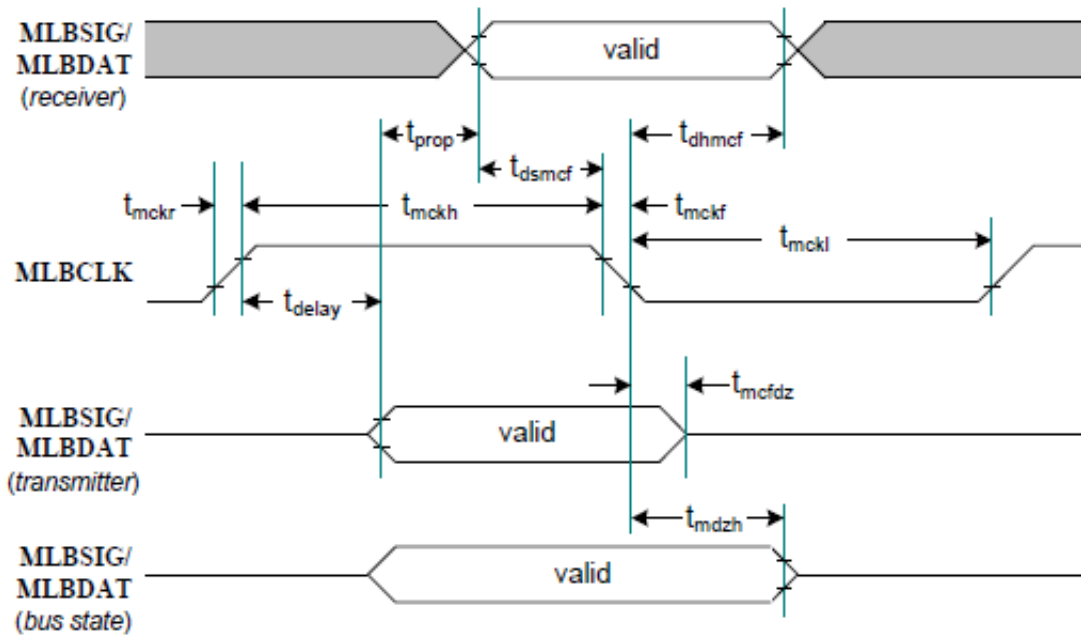 MLBSIG/
MLBDAT
(receiver)
valid
tprop
tdhmcf
tdsmcf
tmckr
tmckh
tmckf
tmckl
MLBCLK
tdelay
tmcfdz
MLBSIG/
MLBDAT
(transmitter)
valid
tmdzh
MLBSIG/
MLBDAT
(bus state)
valid